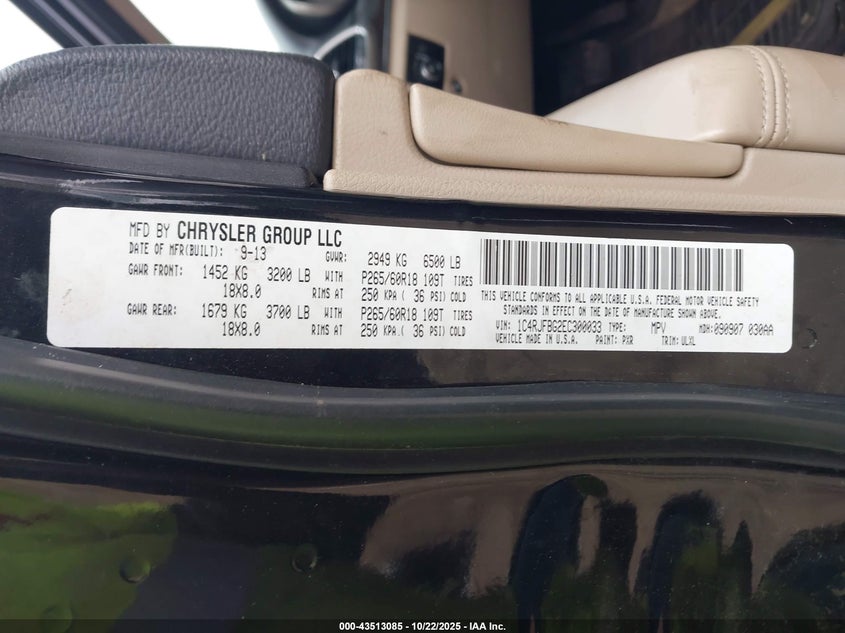 MFD BY CHRYSLER GROUP LLC
DATE OF MFR(BUILT): 9-13 GVWR: 2949 KG 6500 LB
GAWR FRONT: 1452 KG 3200 LB WITH P265/60R18 109T TIRES
18X8.0 RIMS AT 250 KPA ( 36 PSI) COLD
GAWR REAR: 1679 KG 3700 LB WITH P265/60R18 109T TIRES
18X8.0 RIMS AT 250 KPA ( 36 PSI) COLD
THIS VEHICLE CONFORMS TO ALL APPLICABLE U.S.A. FEDERAL MOTOR VEHICLE SAFETY
STANDARDS IN EFFECT ON THE DATE OF MANUFACTURE SHOWN ABOVE.
VIN: 1C4RJFBG2EC300033 TYPE: MPV MDH: 090907 030AA
VEHICLE MADE IN U.S.A. PAINT: PXR TRIM: ULXL
000-43513085 - 10/22/2025 - IAA Inc.